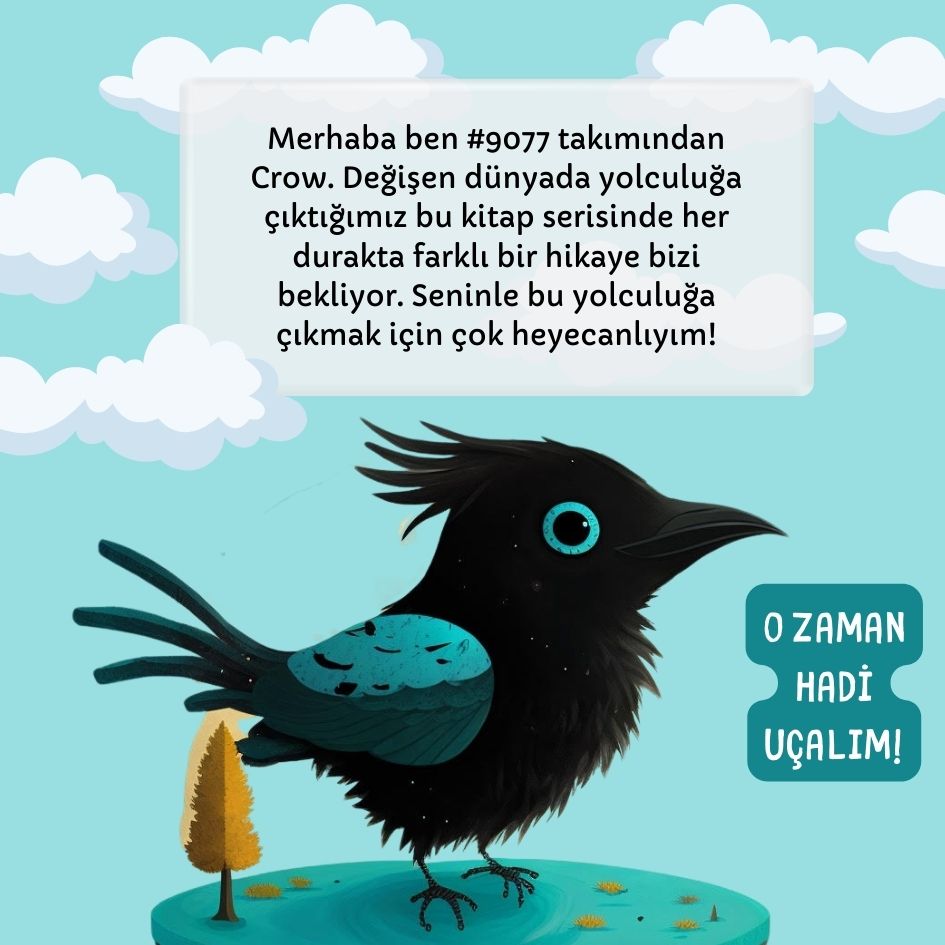 Merhaba ben #9077 takımından
Crow. Değişen dünyada yolculuğa
çıktığımız bu kitap serisinde her
durakta farklı bir hikaye bizi
bekliyor. Seninle bu yolculuğa
çıkmak için çok heyecanlıyım!
O ZAMAN
HADİ
UÇALIM!